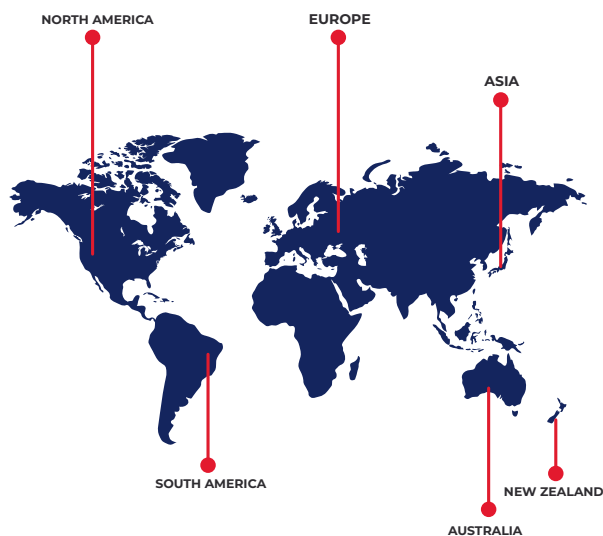 NORTH AMERICA
EUROPE
ASIA
SOUTH AMERICA
NEW ZEALAND
AUSTRALIA